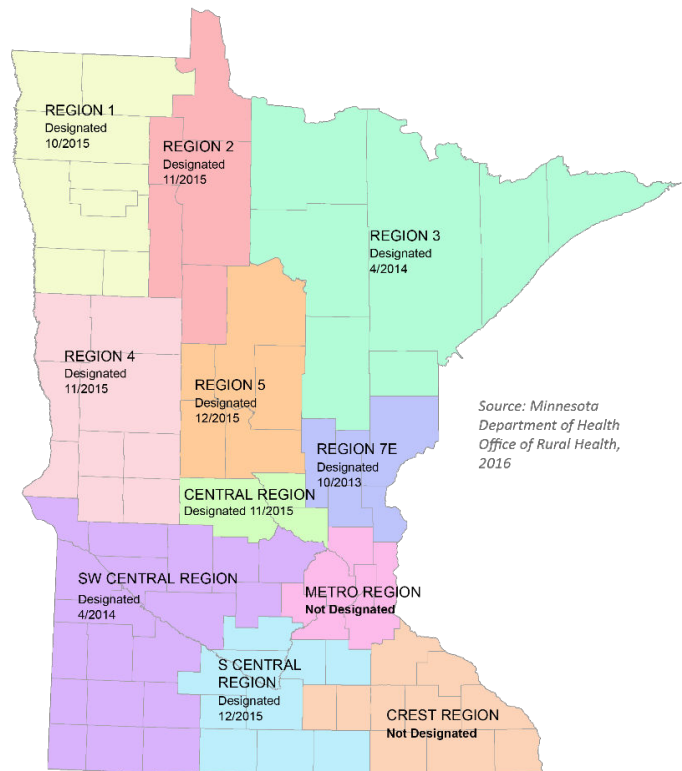 REGION 1
Designated
10/2015
REGION 2
Designated
11/2015
REGION 3
Designated
4/2014
REGION 4
Designated
11/2015
REGION 5
Designated
12/2015
Source: Minnesota
Department of Health
Office of Rural Health,
2016
REGION 7E
Designated
10/2013
CENTRAL REGION
Designated 11/2015
SW CENTRAL REGION
Designated
4/2014
METRO REGION
Not Designated
S CENTRAL
REGION
Designated
12/2015
CREST REGION
Not Designated